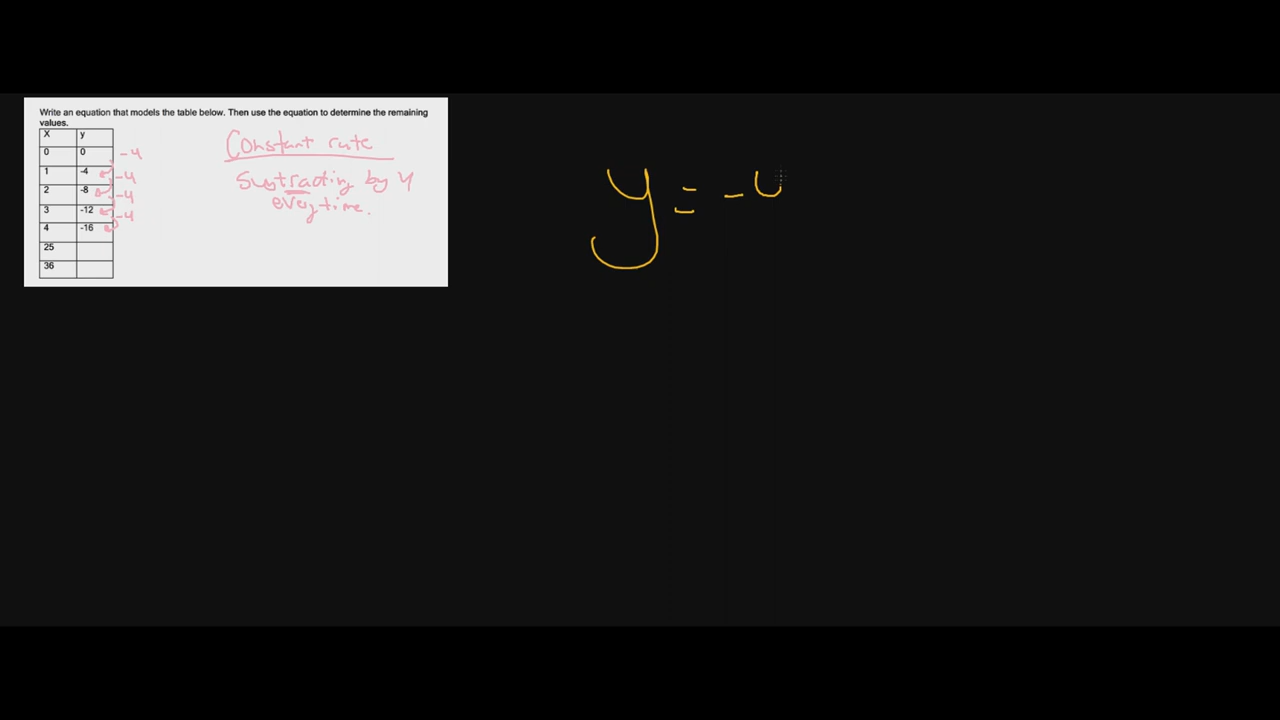 Write an equation that models the table below. Then use the equation to determine the remaining
values.
X y
0 0
1 -4
2 -8
3 -12
4 -16
25
36
-4
-4
-4
-4
Constant rate
Subtracting by 4
every time.
y = -